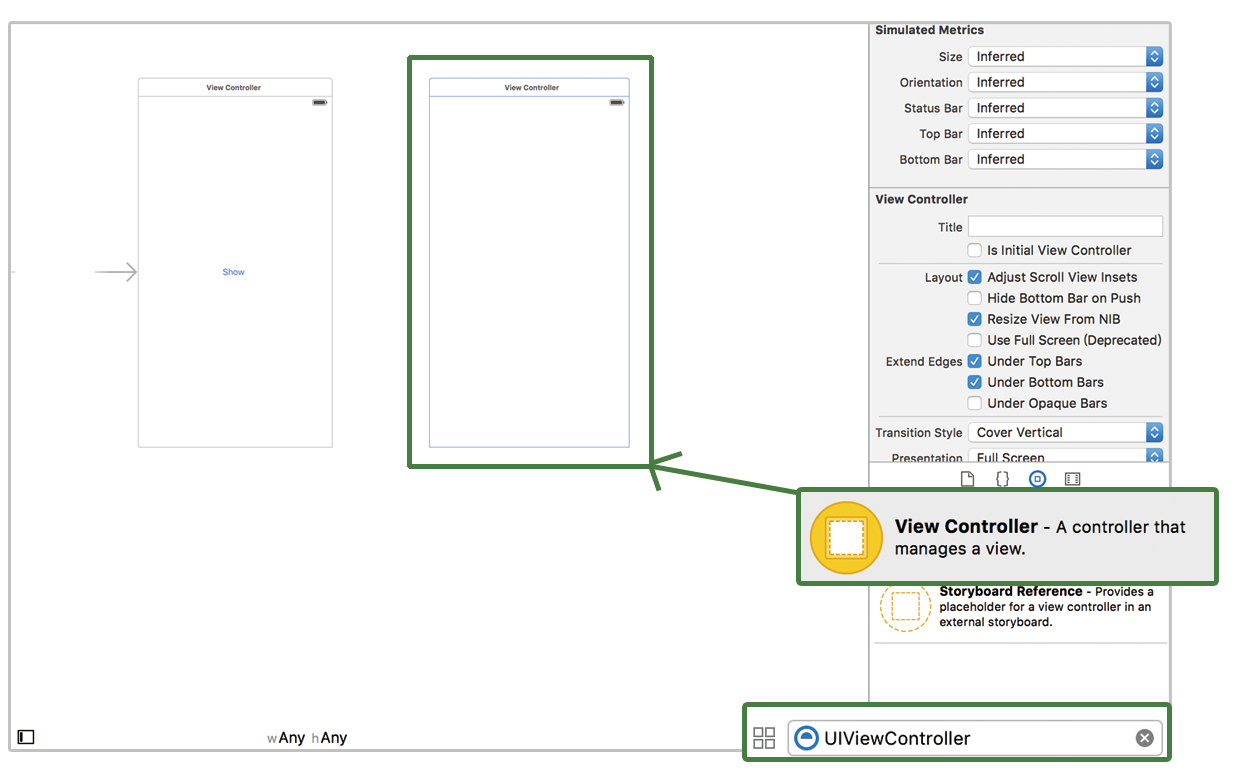 View Controller
Show
View Controller
wAny hAny
Simulated Metrics
Size Inferred
Orientation Inferred
Status Bar Inferred
Top Bar Inferred
Bottom Bar Inferred
View Controller
Title
Is Initial View Controller
Layout Adjust Scroll View Insets
Hide Bottom Bar on Push
Resize View From NIB
Use Full Screen (Deprecated)
Extend Edges Under Top Bars
Under Bottom Bars
Under Opaque Bars
Transition Style Cover Vertical
Presentation Full Screen
{}
View Controller - A controller that
manages a view.
Storyboard Reference - Provides a
placeholder for a view controller in an
external storyboard.
UIViewController